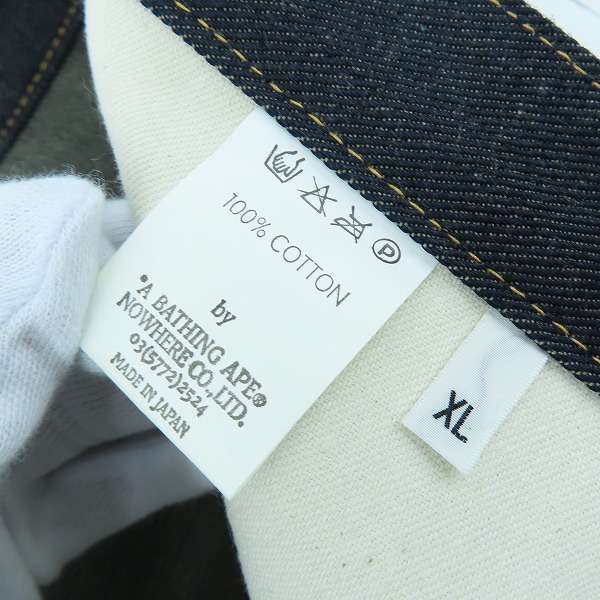 P
100% COTTON
by
*A BATHING APE®
NOWHERE CO., LTD.
03(5772)2524
MADE IN JAPAN
XL